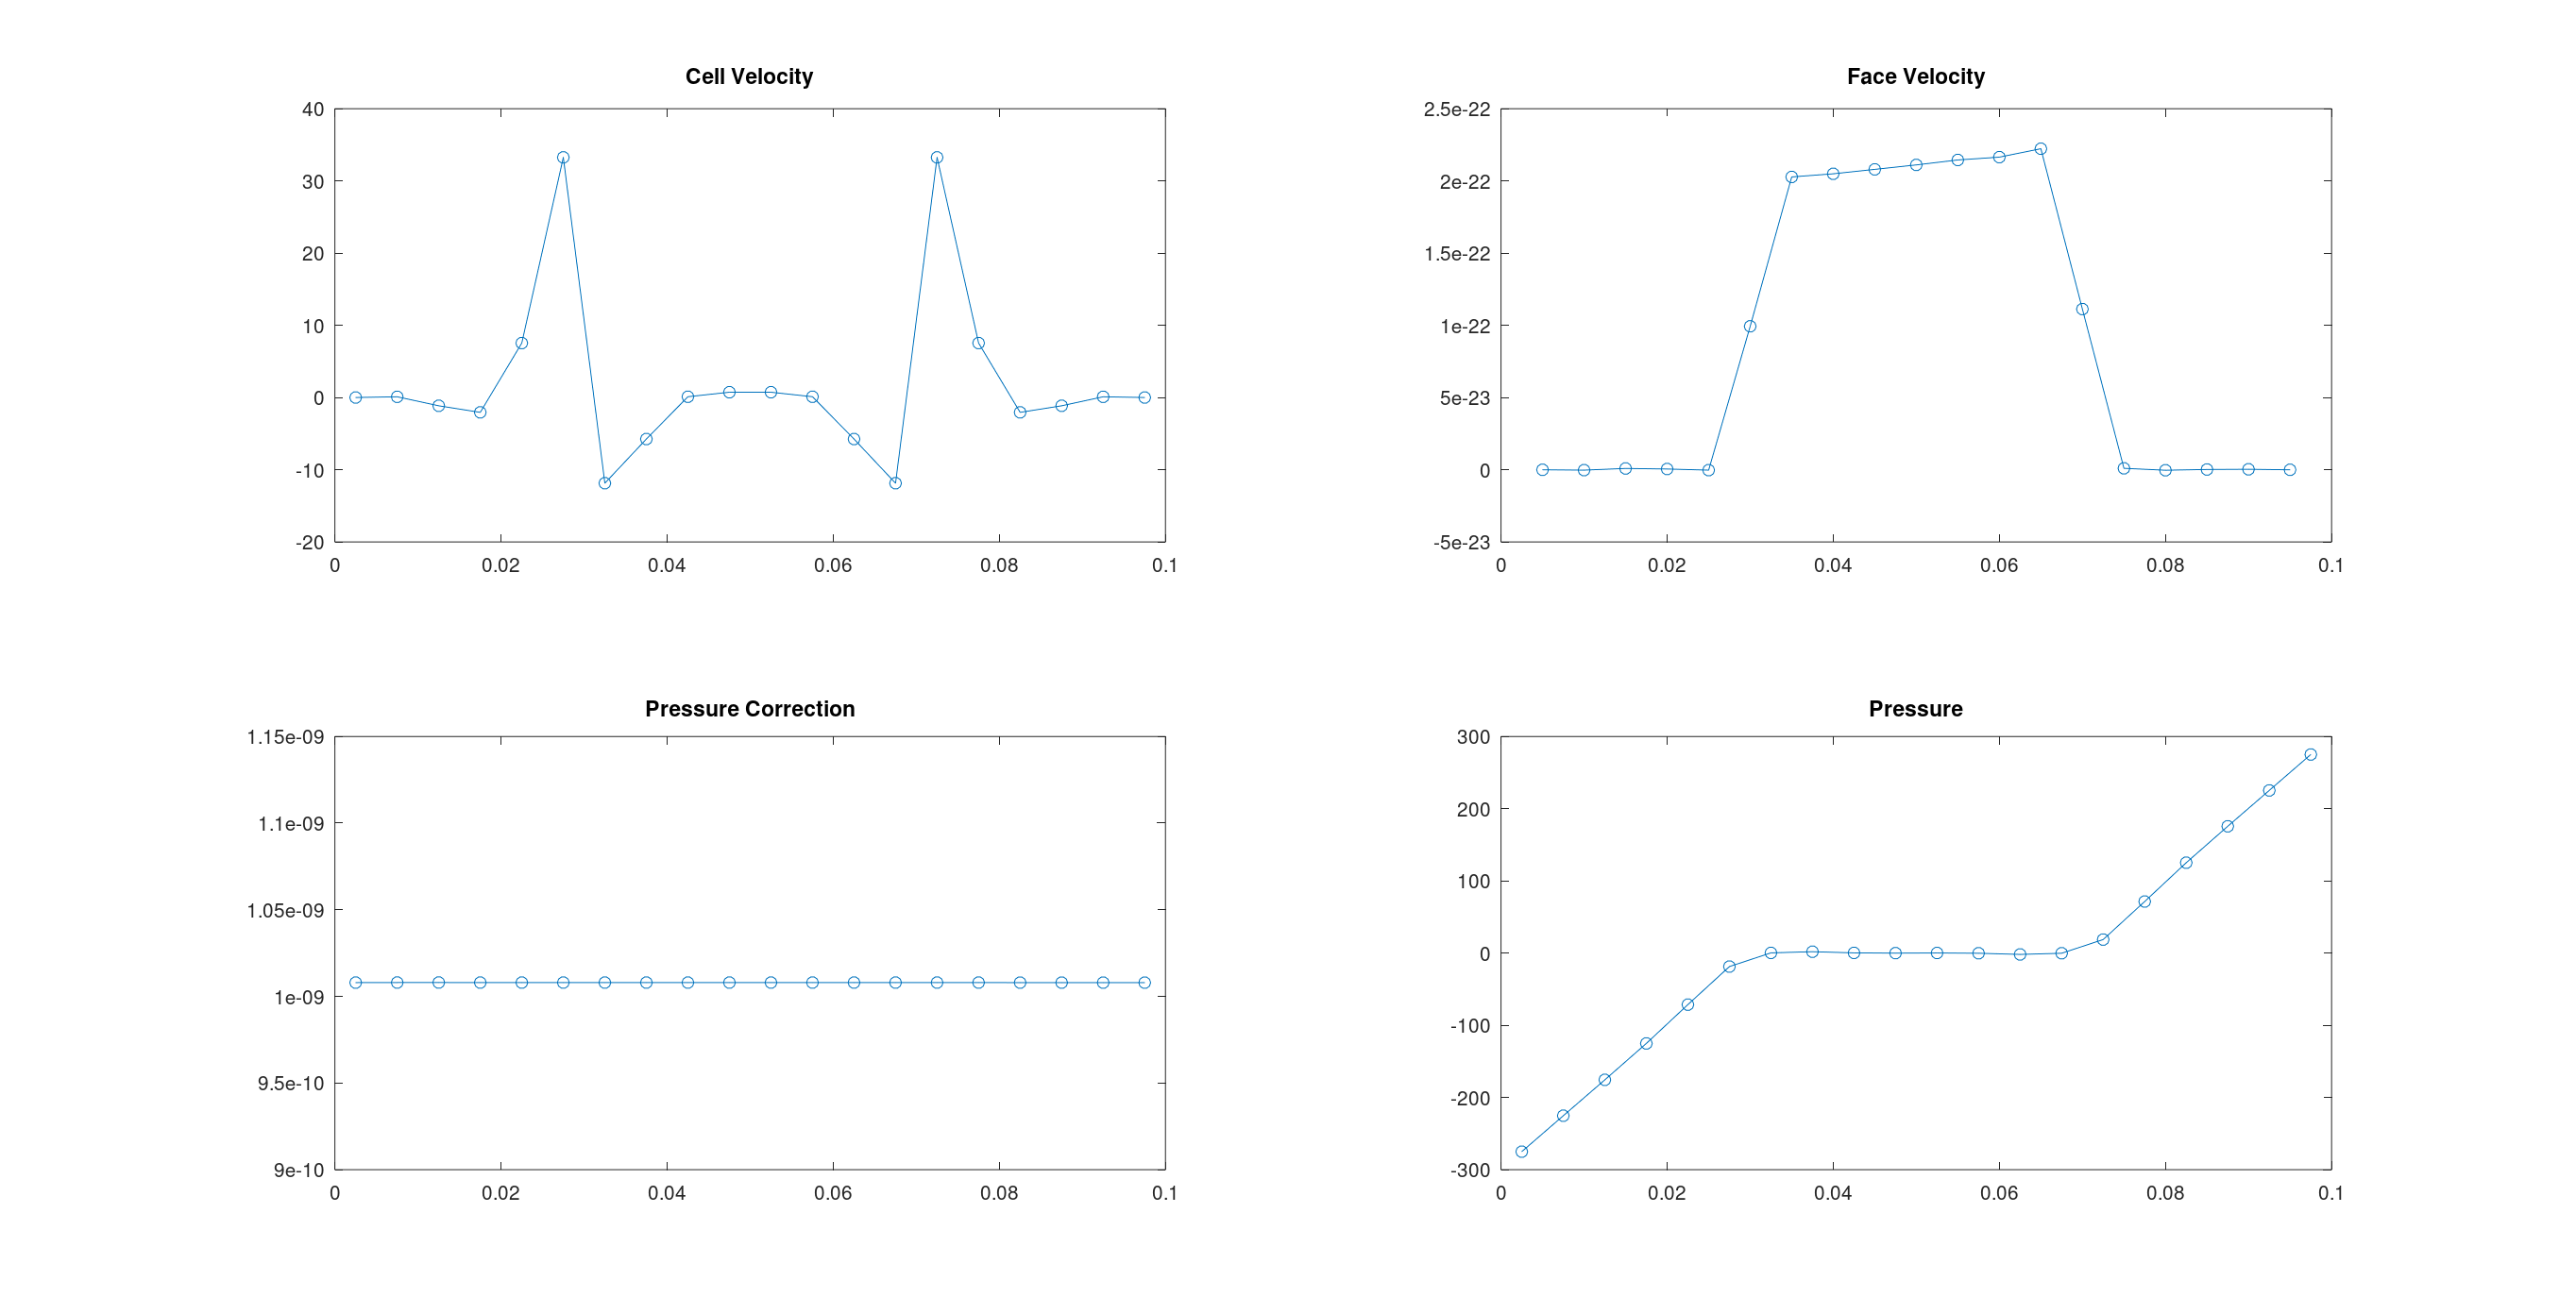 Cell Velocity
40
30
20
10
0
-10
-20
0 0.02 0.04 0.06 0.08 0.1
Face Velocity
2.5e-22
2e-22
1.5e-22
1e-22
5e-23
0
-5e-23
0 0.02 0.04 0.06 0.08 0.1
Pressure Correction
1.15e-09
1.1e-09
1.05e-09
1e-09
9.5e-10
9e-10
0 0.02 0.04 0.06 0.08 0.1
Pressure
300
200
100
0
-100
-200
-300
0 0.02 0.04 0.06 0.08 0.1